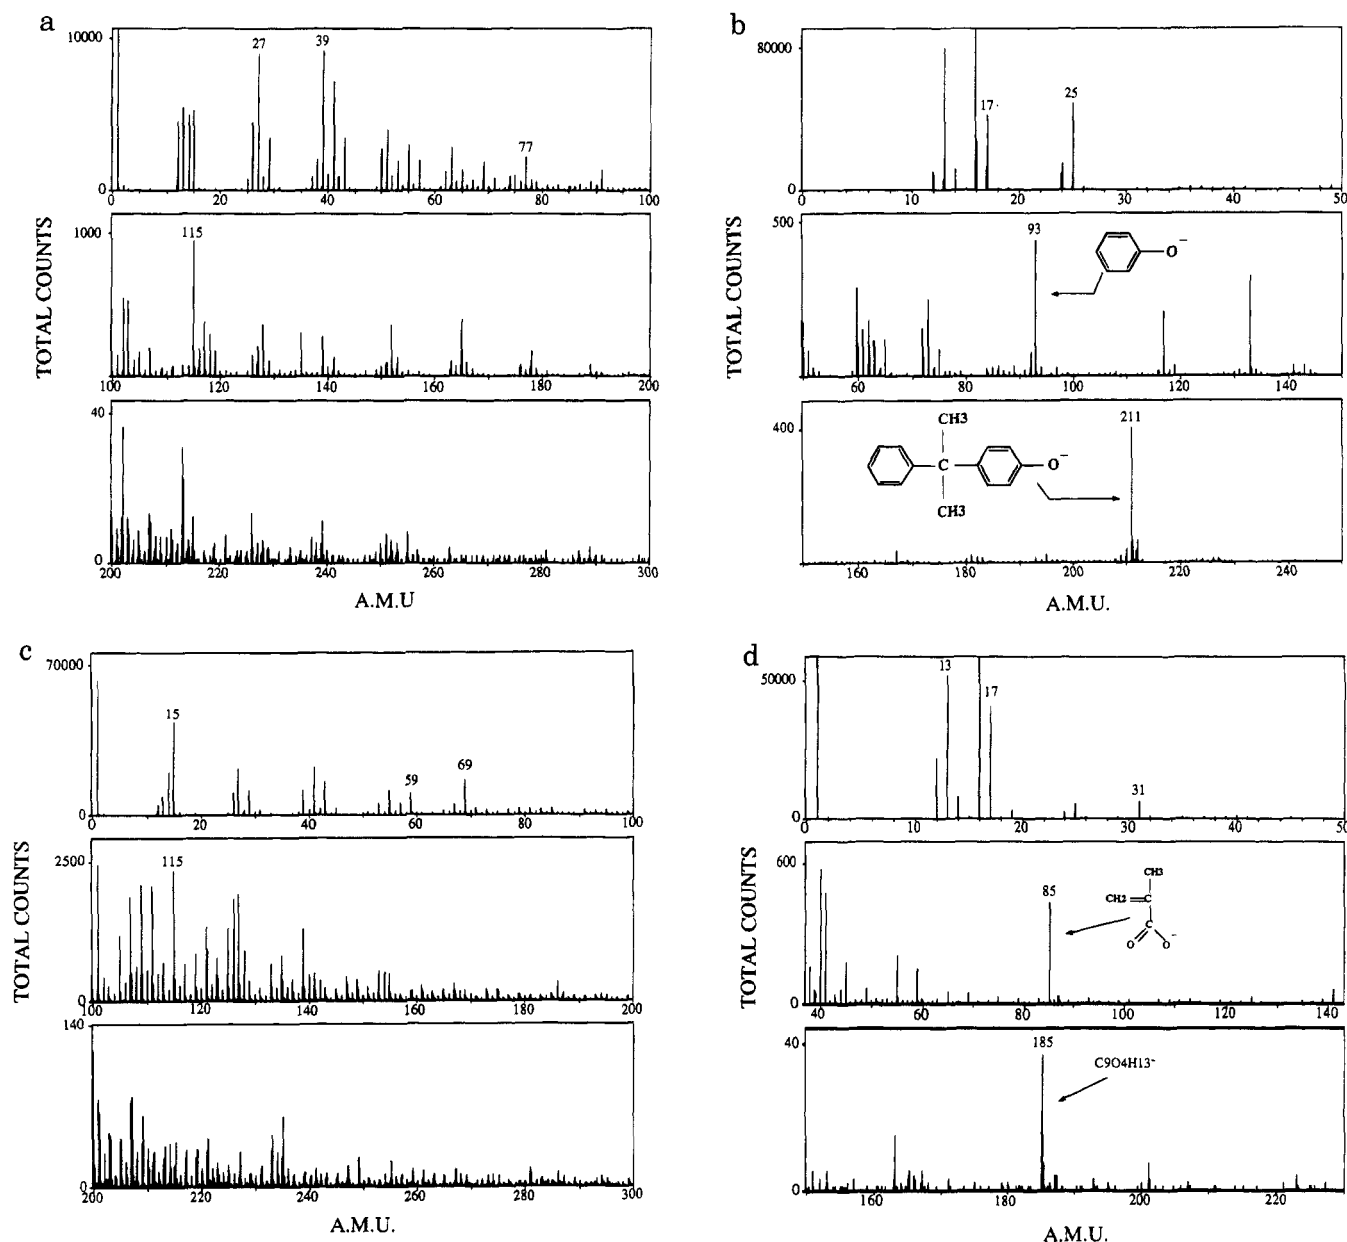 a
10000
27
39
77
0
0 20 40 60 80 100
1000
115
100 120 140 160 180 200
40
0
200 220 240 260 280 300
TOTAL COUNTS
A.M.U
b
80000
17
25
0
0 10 20 30 40 50
500
93
O-
60 80 100 120 140
400
CH3
C
O-
CH3
211
160 180 200 220 240
TOTAL COUNTS
A.M.U.
c
70000
15
59
69
0
0 20 40 60 80 100
2500
115
0
100 120 140 160 180 200
140
0
200 220 240 260 280 300
TOTAL COUNTS
A.M.U.
d
50000
13
17
31
0
0 10 20 30 40 50
600
85
CH3
CH2=C
C
O O-
0
40 60 80 100 120 140
40
185
C9O4H13-
0
160 180 200 220
TOTAL COUNTS
A.M.U.